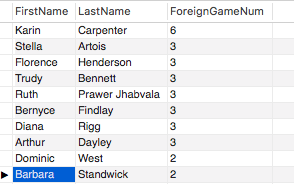 FirstName LastName ForeignGameNum
Karin Carpenter 6
Stella Artois 3
Florence Henderson 3
Trudy Bennett 3
Ruth Prawer Jhabvala 3
Bernyce Findlay 3
Diana Rigg 3
Arthur Dayley 3
Dominic West 2
Barbara Standwick 2